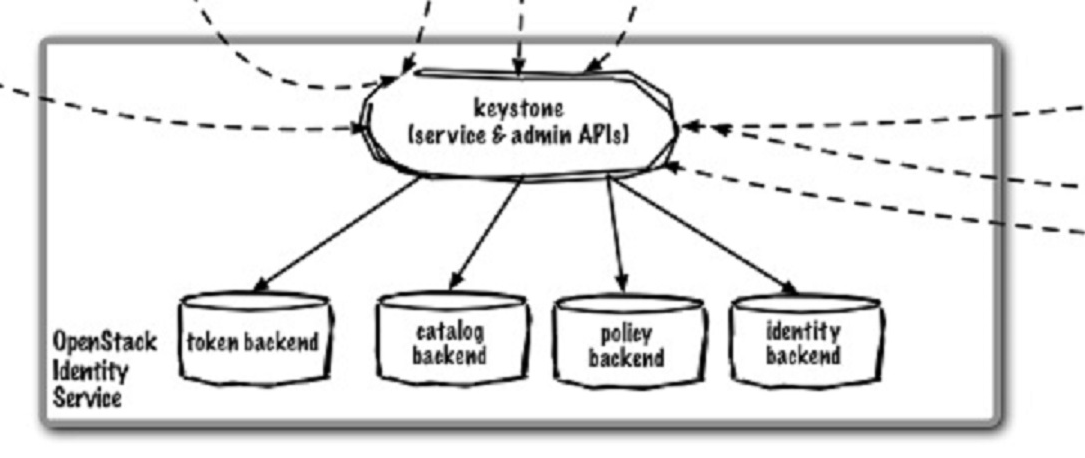 keystone
(service & admin APIs)
token backend
catalog
backend
policy
backend
identity
backend
OpenStack
Identity
Service